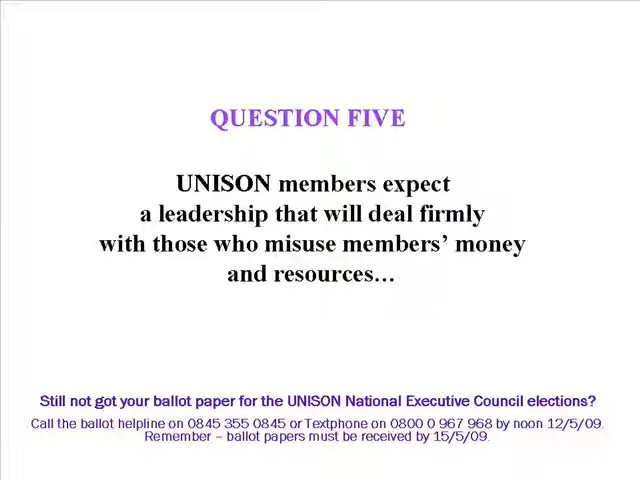 QUESTION FIVE
UNISON members expect
a leadership that will deal firmly
with those who misuse members’ money
and resources…
Still not got your ballot paper for the UNISON National Executive Council elections?
Call the ballot helpline on 0845 355 0845 or Textphone on 0800 0 967 968 by noon 12/5/09.
Remember – ballot papers must be received by 15/5/09.